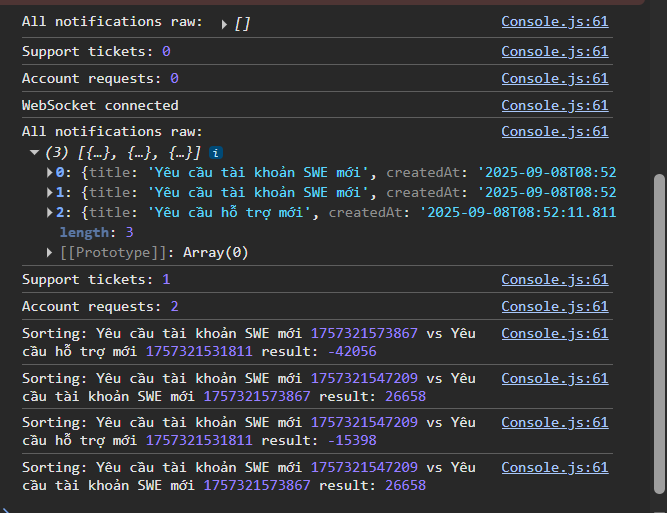 All notifications raw: ▶ [] Console.js:61
Support tickets: 0 Console.js:61
Account requests: 0 Console.js:61
WebSocket connected Console.js:61
All notifications raw: Console.js:61
▼ (3) [{…}, {…}, {…}] i
▶ 0: {title: 'Yêu cầu tài khoản SWE mới', createdAt: '2025-09-08T08:52
▶ 1: {title: 'Yêu cầu tài khoản SWE mới', createdAt: '2025-09-08T08:52
▶ 2: {title: 'Yêu cầu hỗ trợ mới', createdAt: '2025-09-08T08:52:11.811
length: 3
▶ [[Prototype]]: Array(0)
Support tickets: 1 Console.js:61
Account requests: 2 Console.js:61
Sorting: Yêu cầu tài khoản SWE mới 1757321573867 vs Yêu Console.js:61
cầu hỗ trợ mới 1757321531811 result: -42056
Sorting: Yêu cầu tài khoản SWE mới 1757321547209 vs Yêu Console.js:61
cầu tài khoản SWE mới 1757321573867 result: 26658
Sorting: Yêu cầu tài khoản SWE mới 1757321547209 vs Yêu Console.js:61
cầu hỗ trợ mới 1757321531811 result: -15398
Sorting: Yêu cầu tài khoản SWE mới 1757321547209 vs Yêu Console.js:61
cầu tài khoản SWE mới 1757321573867 result: 26658